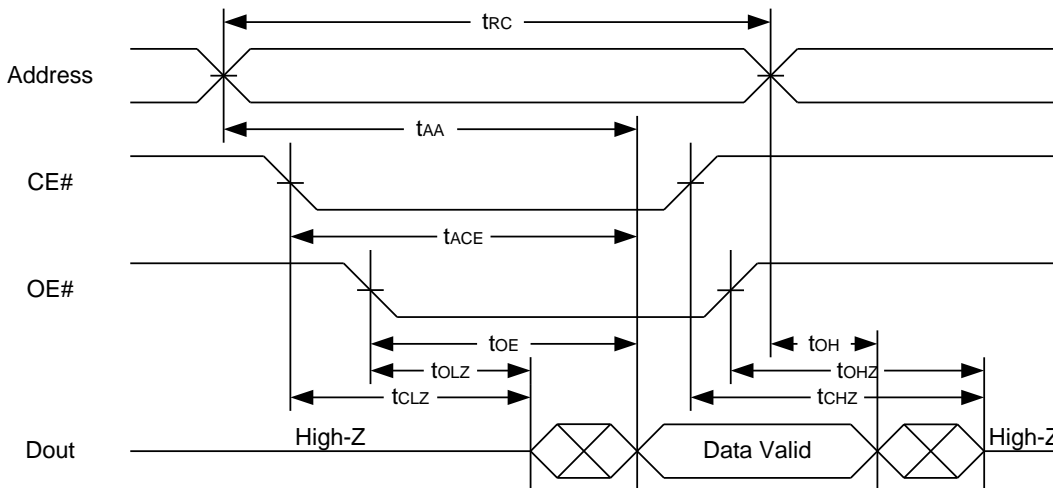 tRC
Address
tAA
CE#
tACE
OE#
tOE
tOH
tOLZ
tOHZ
tCLZ
tCHZ
High-Z
Dout
Data Valid
High-Z